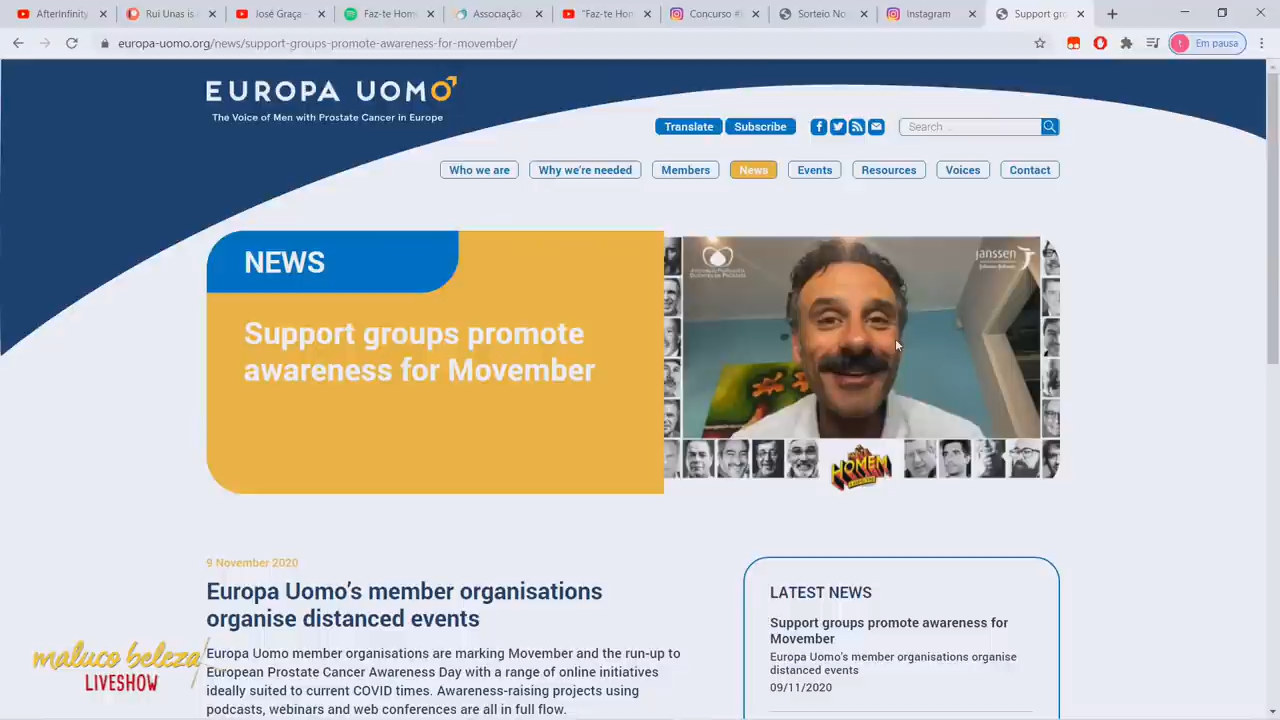 AfterInfinity
Rui Unas is
José Graça -
Faz-te Hom
Associação
"Faz-te Hon
Concurso #
Sorteio No
Instagram
Support gro
europa-uomo.org/news/support-groups-promote-awareness-for-movember/
t
Em pausa
EUROPA UOMO
The Voice of Men with Prostate Cancer in Europe
Translate
Subscribe
Search ...
Who we are
Why we're needed
Members
News
Events
Resources
Voices
Contact
NEWS
Support groups promote
awareness for Movember
janssen
HOMEM
9 November 2020
Europa Uomo's member organisations
organise distanced events
Europa Uomo member organisations are marking Movember and the run-up to
European Prostate Cancer Awareness Day with a range of online initiatives
ideally suited to current COVID times. Awareness-raising projects using
podcasts, webinars and web conferences are all in full flow.
LATEST NEWS
Support groups promote awareness for
Movember
Europa Uomo's member organisations organise
distanced events
09/11/2020
maluco beleza
LIVESHOW